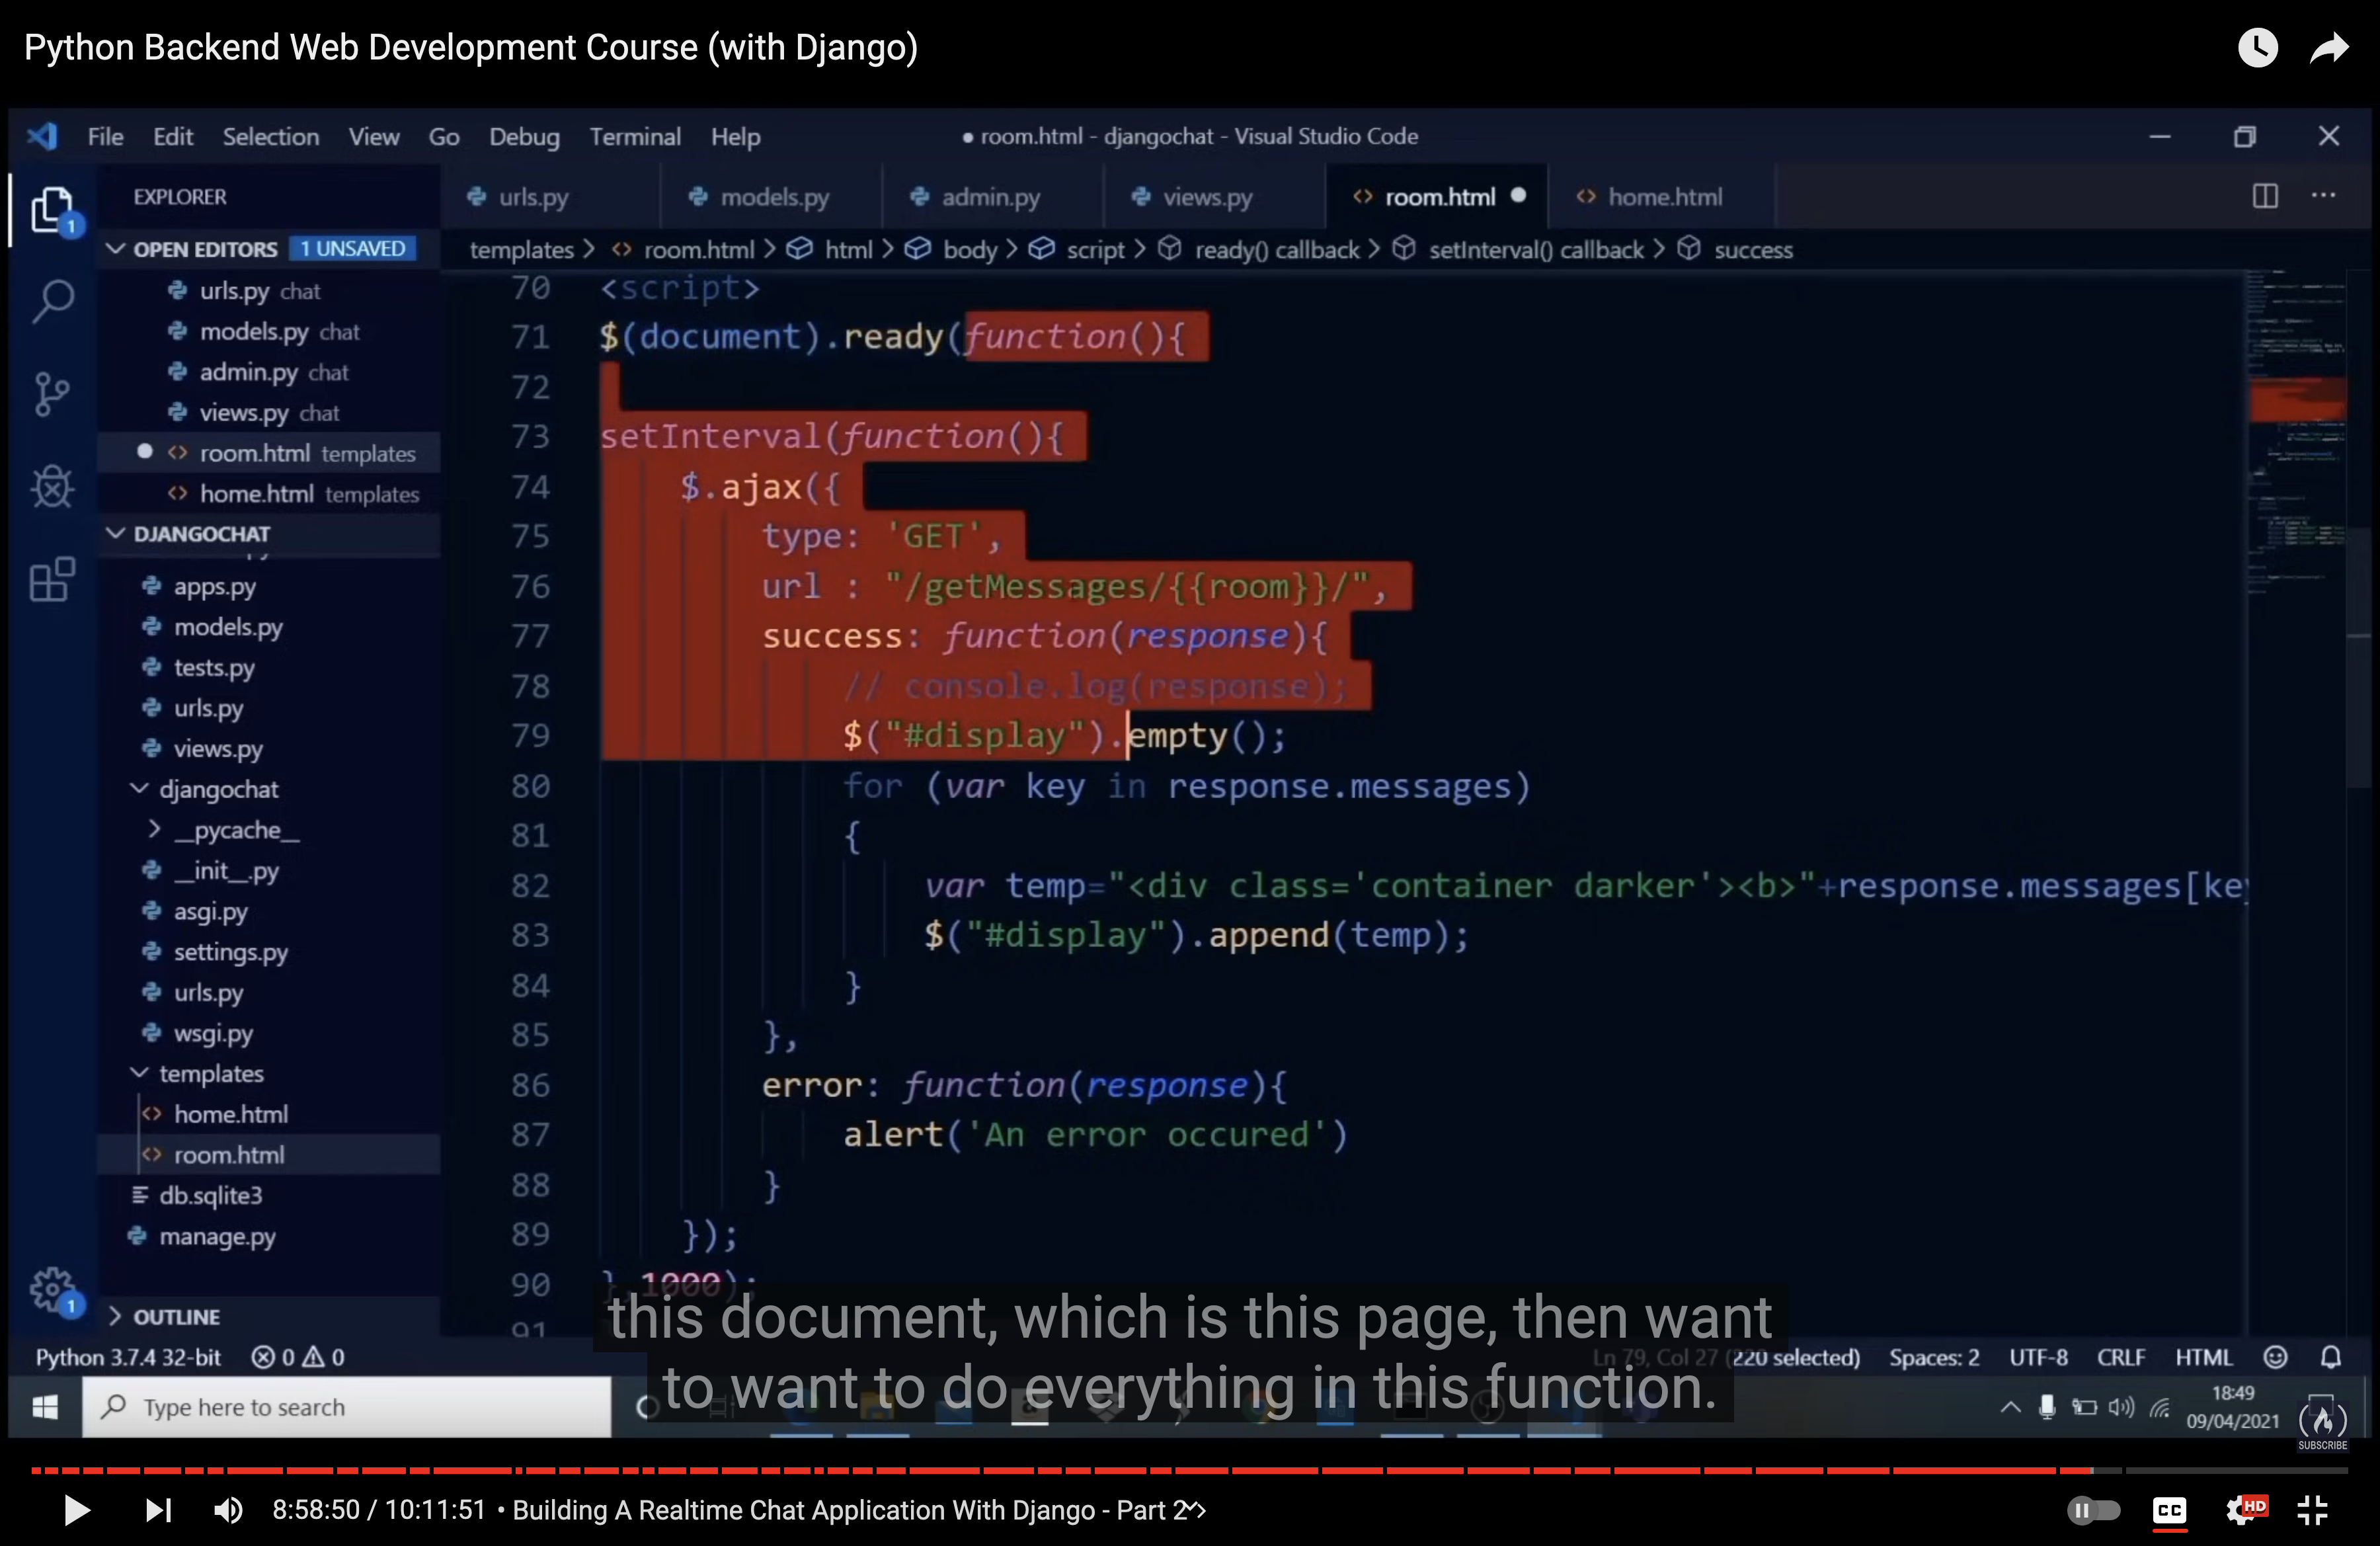 Python Backend Web Development Course (with Django)
File Edit Selection View Go Debug Terminal Help
● room.html - djangochat - Visual Studio Code
EXPLORER
urls.py models.py admin.py views.py room.html home.html
OPEN EDITORS 1 UNSAVED
templates > room.html > html > body > script > ready() callback > setInterval() callback > success
urls.py chat
models.py chat
admin.py chat
views.py chat
room.html templates
home.html templates
DJANGOCHAT
apps.py
models.py
tests.py
urls.py
views.py
djangochat
__pycache__
__init__.py
asgi.py
settings.py
urls.py
wsgi.py
templates
home.html
room.html
db.sqlite3
manage.py
OUTLINE
1
1
70 <script>
71 $(document).ready(function(){
72
73 setInterval(function(){
74 $.ajax({
75 type: 'GET',
76 url : "/getMessages/{{room}}/",
77 success: function(response){
78 // console.log(response);
79 $("#display").empty();
80 for (var key in response.messages)
81 {
82 var temp="<div class='container darker'><b>"+response.messages[key
83 $("#display").append(temp);
84 }
85 },
86 error: function(response){
87 alert('An error occured')
88 }
89 });
90 },1000);
91
this document, which is this page, then want
to want to do everything in this function.
Python 3.7.4 32-bit 0 0
Ln 79, Col 27 (220 selected) Spaces: 2 UTF-8 CRLF HTML
Type here to search
18:49
09/04/2021
SUBSCRIBE
8:58:50 / 10:11:51 • Building A Realtime Chat Application With Django - Part 2
CC
HD